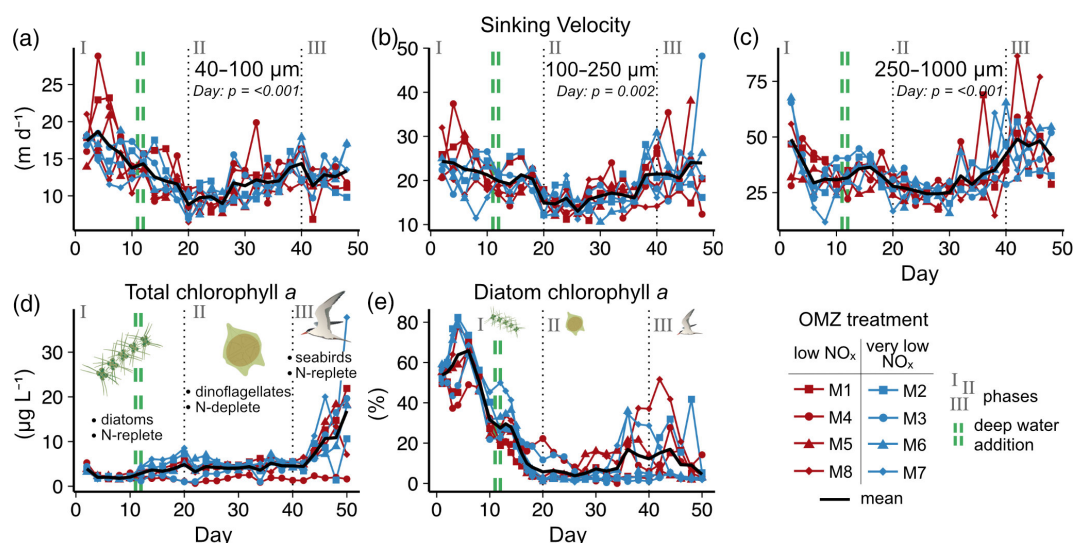 Sinking Velocity
(a)
I
II
III
40–100 μm
Day: p = <0.001
(m d⁻¹)
25
20
15
10
0 10 20 30 40 50
(b)
I
II
III
100–250 μm
Day: p = 0.002
50
40
30
20
10
0 10 20 30 40 50
(c)
I
II
III
250–1000 μm
Day: p = <0.001
75
50
25
0 10 20 30 40 50
Day
(d)
Total chlorophyll a
I
II
III
• diatoms
• N-replete
dinoflagellates
• N-deplete
• seabirds
• N-replete
(μg L⁻¹)
30
20
10
0
0 10 20 30 40 50
Day
(e)
Diatom chlorophyll a
I
II
III
(%)
80
60
40
20
0
0 10 20 30 40 50
Day
OMZ treatment
low NOₓ
very low NOₓ
M1 M2
M4 M3
M5 M6
M8 M7
mean
I II III phases
deep water addition